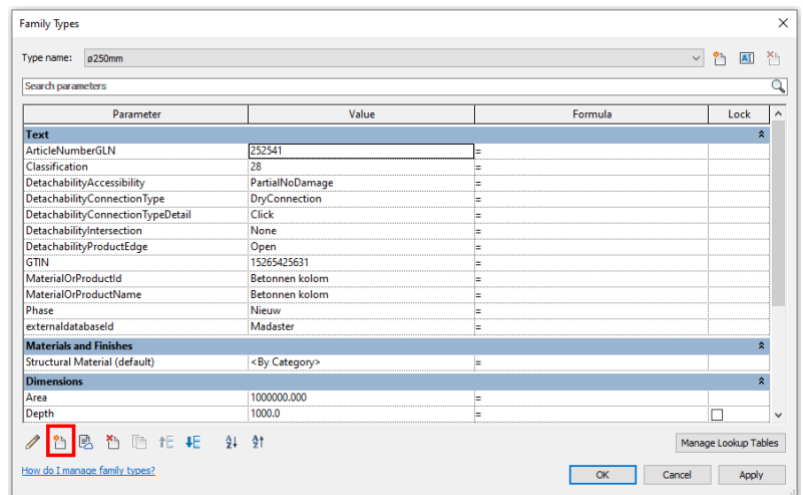 Family Types
Type name: ø250mm
Search parameters
Parameter Value Formula Lock
Text
ArticleNumberGLN 252541 =
Classification 28 =
DetachabilityAccessibility PartialNoDamage =
DetachabilityConnectionType DryConnection =
DetachabilityConnectionTypeDetail Click =
DetachabilityIntersection None =
DetachabilityProductEdge Open =
GTIN 15265425631 =
MaterialOrProductId Betonnen kolom =
MaterialOrProductName Betonnen kolom =
Phase Nieuw =
externaldatabaseId Madaster =
Materials and Finishes
Structural Material (default) <By Category> =
Dimensions
Area 1000000.000 =
Depth 1000.0 =
Manage Lookup Tables
How do I manage family types?
OK Cancel Apply